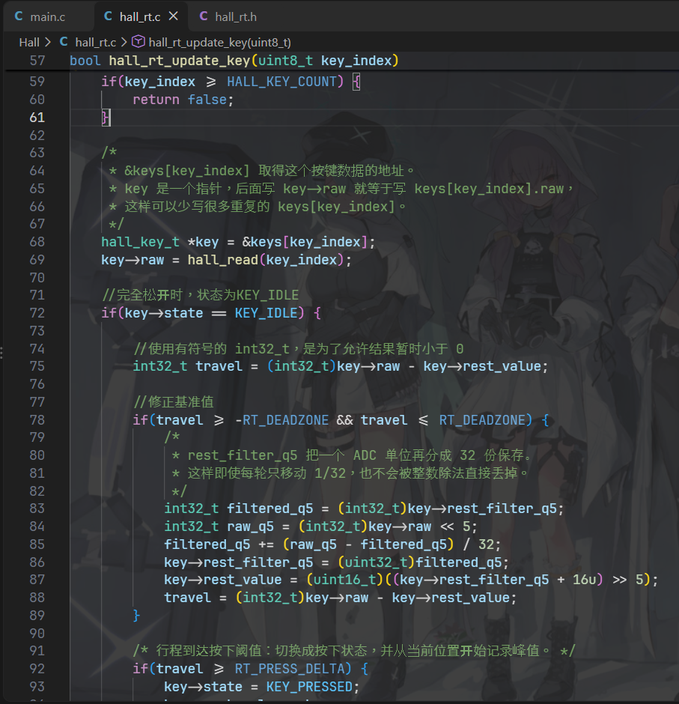 main.c
hall_rt.c
hall_rt.h
Hall > hall_rt.c > hall_rt_update_key(uint8_t)
57 bool hall_rt_update_key(uint8_t key_index)
59 if(key_index >= HALL_KEY_COUNT) {
60 return false;
61 }
62
63 /*
64 * &keys[key_index] 取得这个按键数据的地址。
65 * key 是一个指针，后面写 key->raw 就等于写 keys[key_index].raw，
66 * 这样可以少写很多重复的 keys[key_index]。
67 */
68 hall_key_t *key = &keys[key_index];
69 key->raw = hall_read(key_index);
70
71 //完全松开时，状态为KEY_IDLE
72 if(key->state == KEY_IDLE) {
73
74 //使用有符号的 int32_t，是为了允许结果暂时小于 0
75 int32_t travel = (int32_t)key->raw - key->rest_value;
76
77 //修正基准值
78 if(travel >= -RT_DEADZONE && travel <= RT_DEADZONE) {
79 /*
80 * rest_filter_q5 把一个 ADC 单位再分成 32 份保存。
81 * 这样即使每轮只移动 1/32，也不会被整数除法直接丢掉。
82 */
83 int32_t filtered_q5 = (int32_t)key->rest_filter_q5;
84 int32_t raw_q5 = (int32_t)key->raw << 5;
85 filtered_q5 += (raw_q5 - filtered_q5) / 32;
86 key->rest_filter_q5 = (uint32_t)filtered_q5;
87 key->rest_value = (uint16_t)((key->rest_filter_q5 + 16u) >> 5);
88 travel = (int32_t)key->raw - key->rest_value;
89 }
90
91 /* 行程到达按下阈值：切换成按下状态，并从当前位置开始记录峰值。 */
92 if(travel >= RT_PRESS_DELTA) {
93 key->state = KEY_PRESSED;